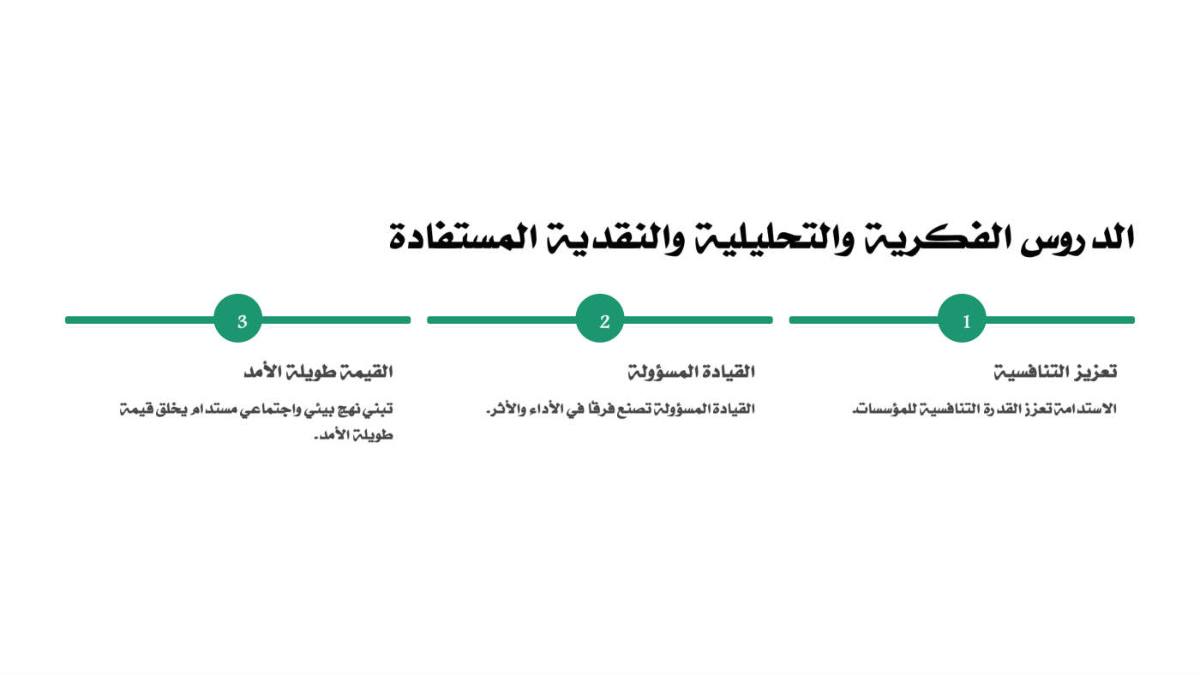 الدروس الفكرية والتحليلية والنقدية المستفادة
1
تعزيز التنافسية
الاستدامة تعزز القدرة التنافسية للمؤسسات.
2
القيادة المسؤولة
القيادة المسؤولة تصنع فرقًا في الأداء والأثر.
3
القيمة طويلة الأمد
تبني نهج بيئي واجتماعي مستدام يخلق قيمة
طويلة الأمد.